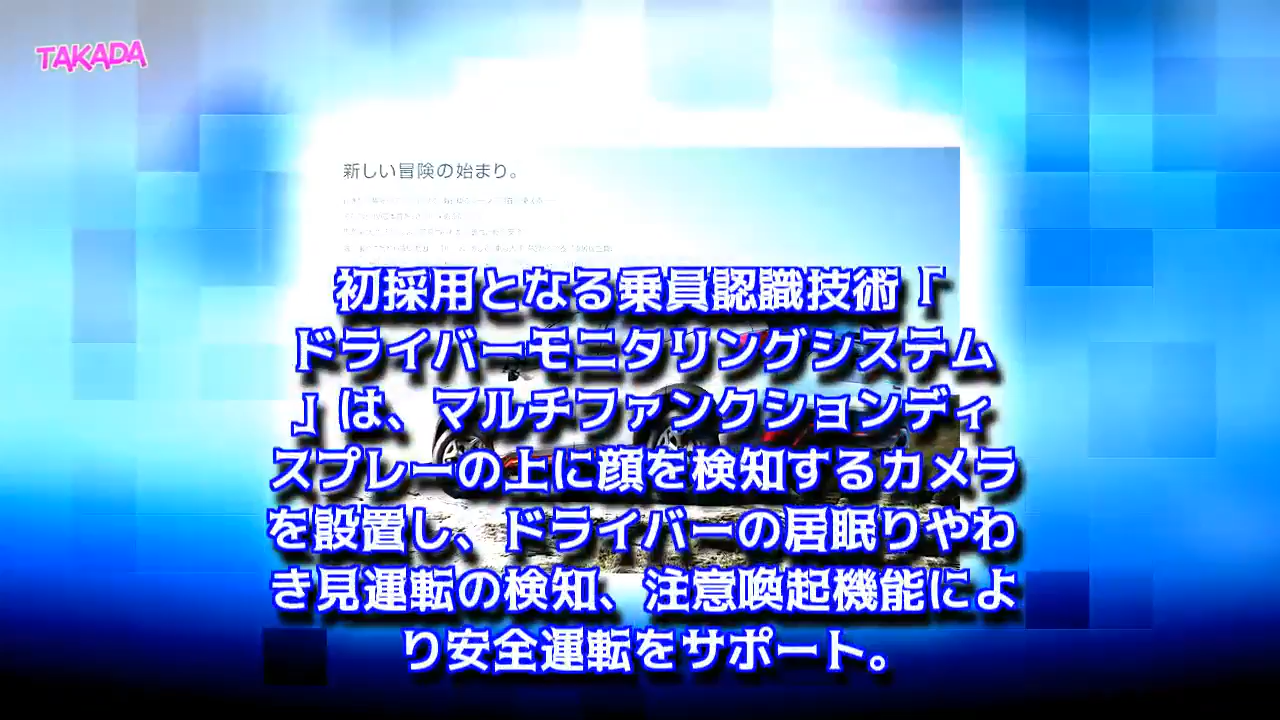 TAKADA
新しい冒険の始まり。
初採用となる乗員認識技術「
ドライバーモニタリングシステム
」は、マルチファンクションディ
スプレーの上に顔を検知するカメラ
を設置し、ドライバーの居眠りやわ
き見運転の検知、注意喚起機能によ
り安全運転をサポート。